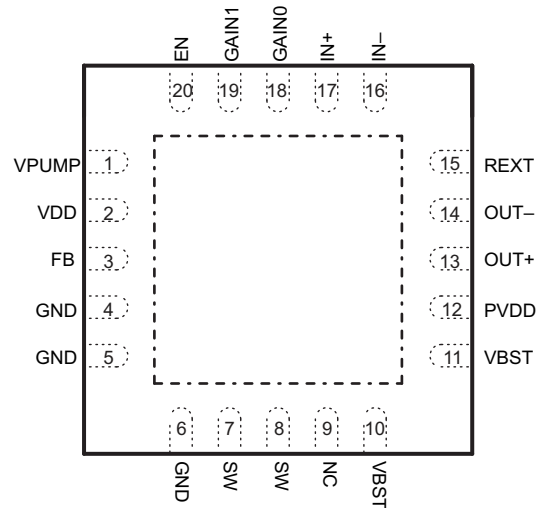 EN GAIN1 GAIN0 IN+ IN–
20 19 18 17 16
VPUMP 1 15 REXT
VDD 2 14 OUT–
FB 3 13 OUT+
GND 4 12 PVDD
GND 5 11 VBST
6 7 8 9 10
GND SW SW NC VBST